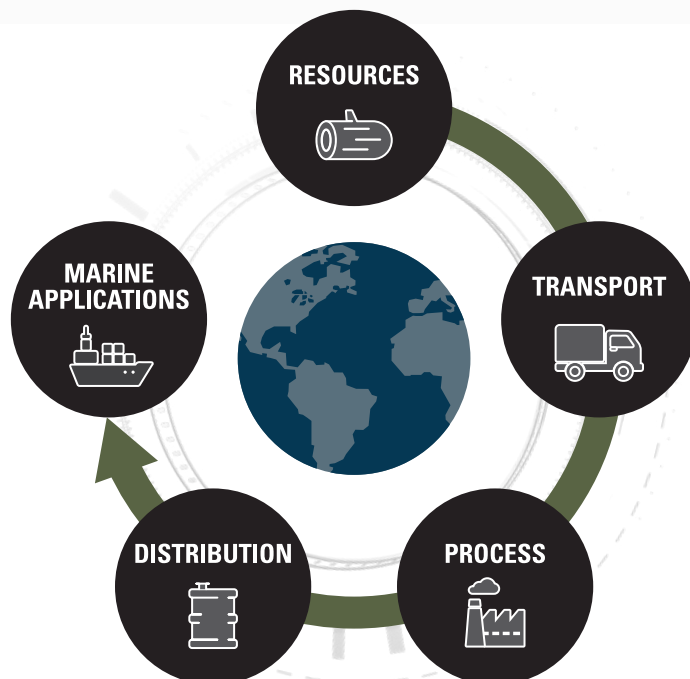 RESOURCES
TRANSPORT
PROCESS
DISTRIBUTION
MARINE
APPLICATIONS